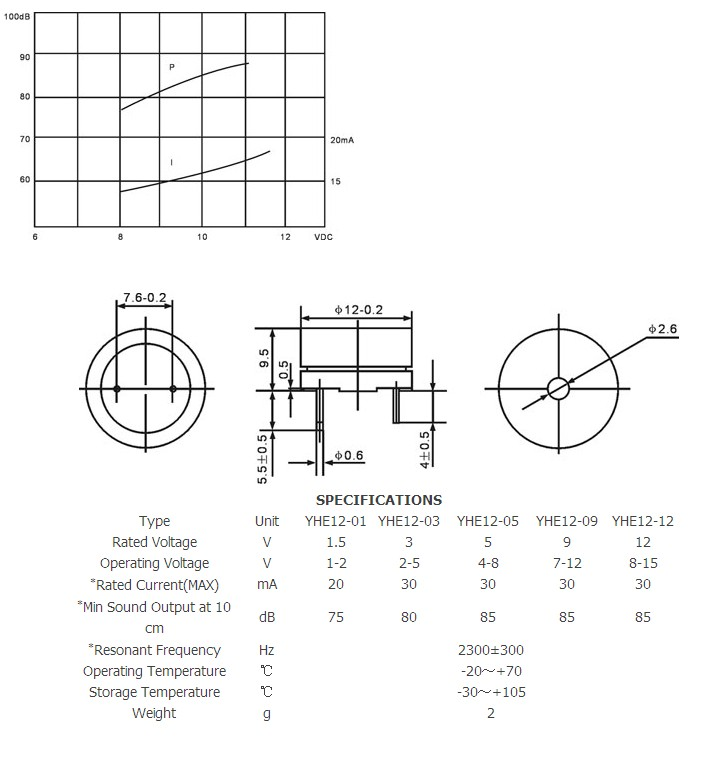 100dB
90
P
80
70
20mA
I
60
15
6
8
10
12
VDC
7.6-0.2
ϕ12-0.2
ϕ2.6
9.5
0.5
5.5±0.5
ϕ0.6
4±0.5
SPECIFICATIONS
Type Unit YHE12-01 YHE12-03 YHE12-05 YHE12-09 YHE12-12
Rated Voltage V 1.5 3 5 9 12
Operating Voltage V 1-2 2-5 4-8 7-12 8-15
*Rated Current(MAX) mA 20 30 30 30 30
*Min Sound Output at 10
cm dB 75 80 85 85 85
*Resonant Frequency Hz 2300±300
Operating Temperature ℃ -20～+70
Storage Temperature ℃ -30～+105
Weight g 2